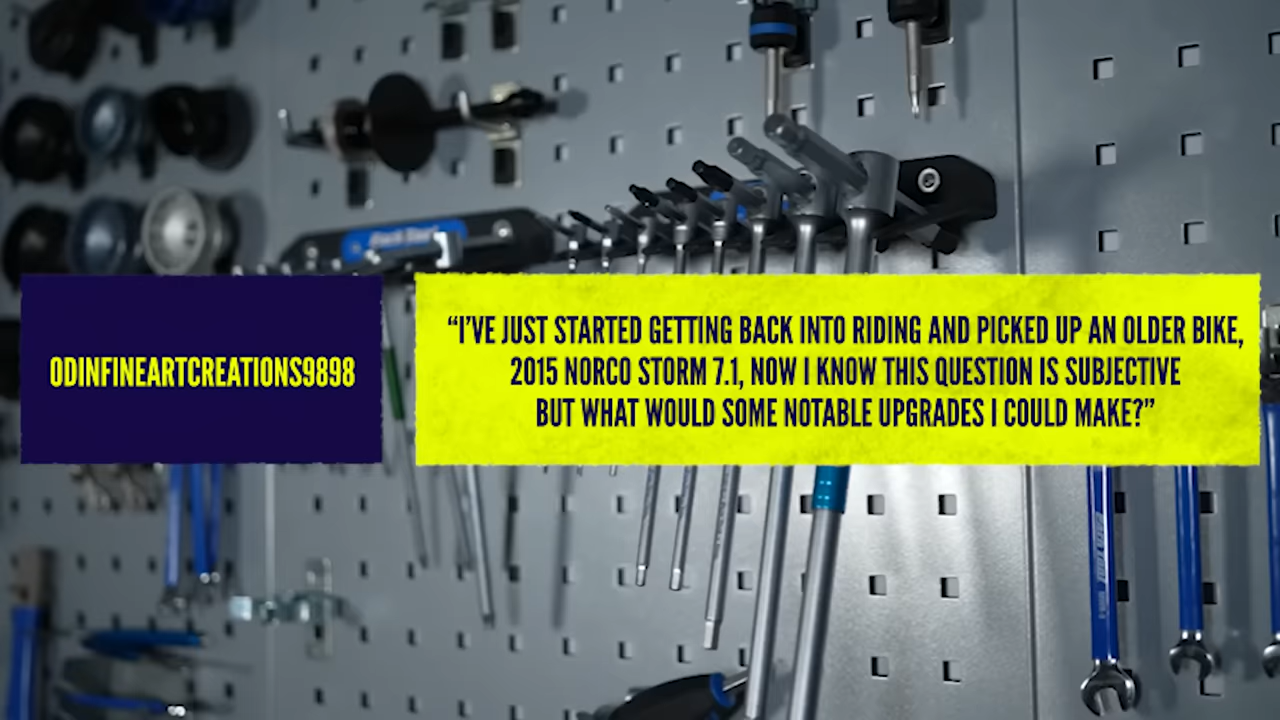 ODINFINEARTCREATIONS9898
“I’VE JUST STARTED GETTING BACK INTO RIDING AND PICKED UP AN OLDER BIKE,
2015 NORCO STORM 7.1, NOW I KNOW THIS QUESTION IS SUBJECTIVE
BUT WHAT WOULD SOME NOTABLE UPGRADES I COULD MAKE?”